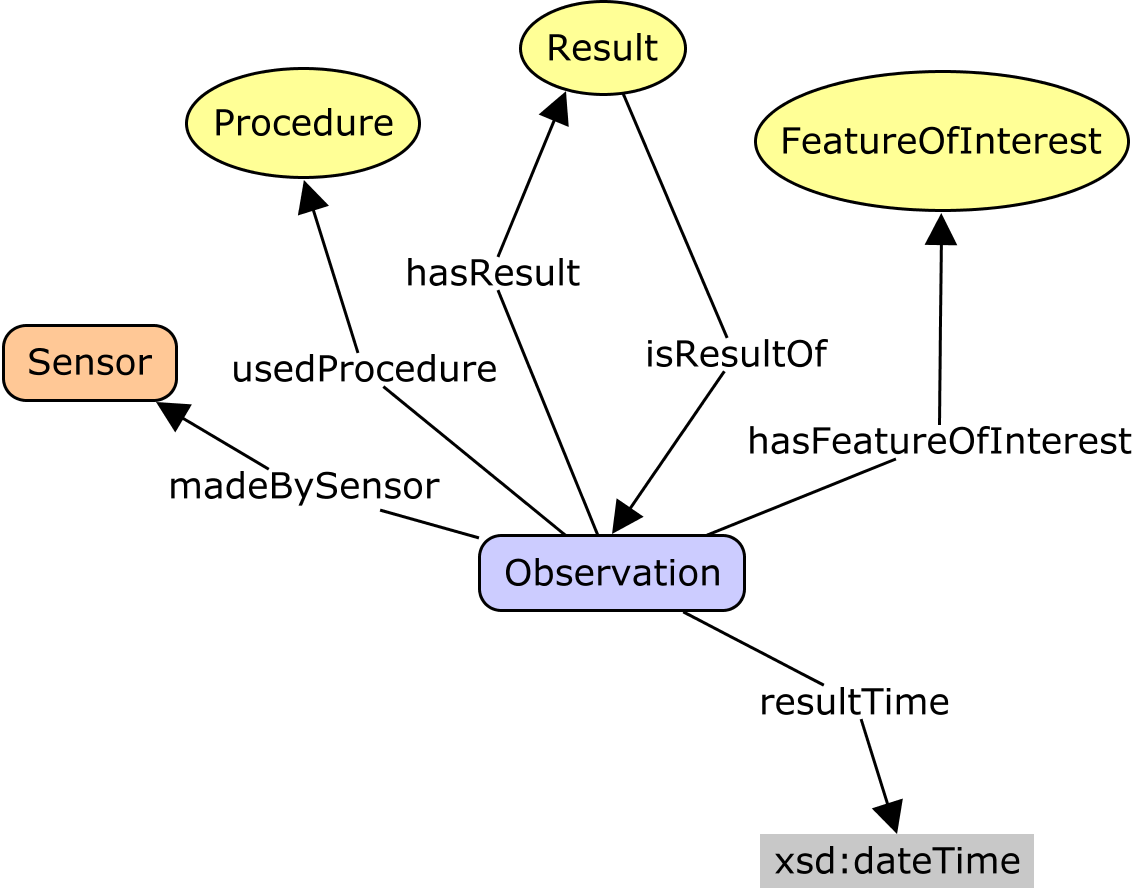 Result
Procedure
FeatureOfInterest
hasResult
isResultOf
Sensor
usedProcedure
hasFeatureOfInterest
madeBySensor
Observation
resultTime
xsd:dateTime